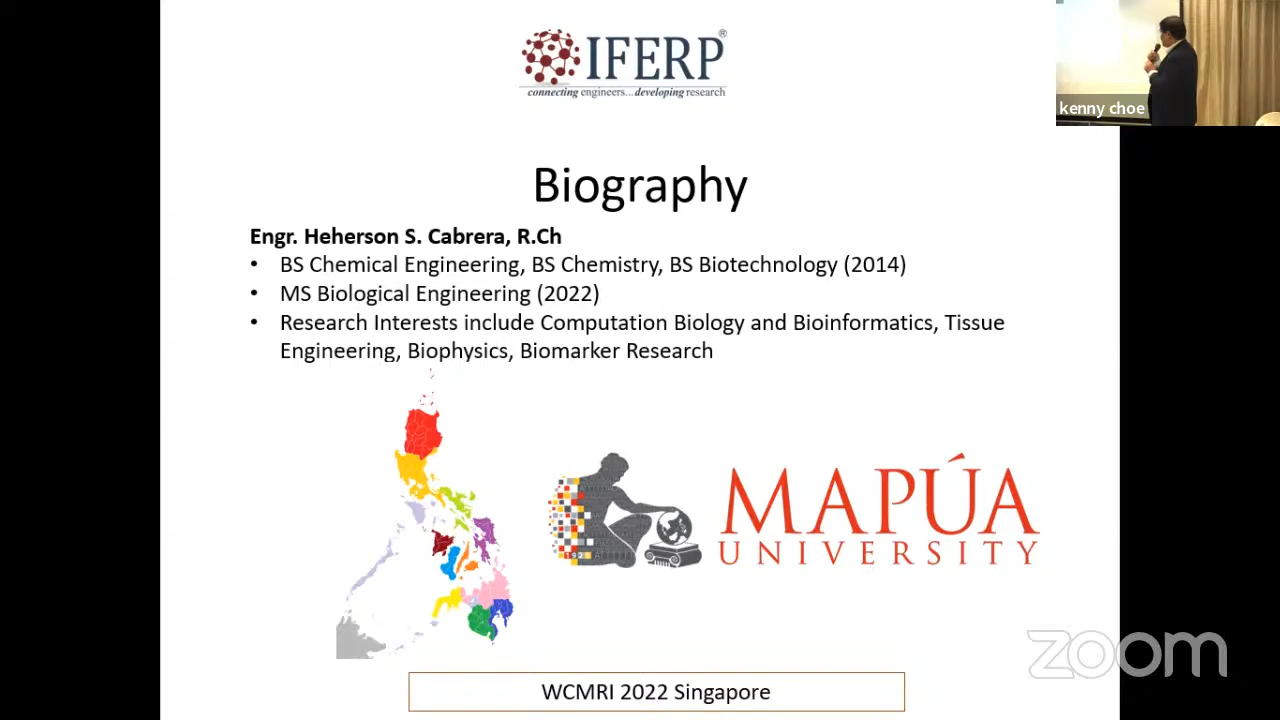 IFERP®
connecting engineers...developing research
kenny choe
Biography
Engr. Heherson S. Cabrera, R.Ch
• BS Chemical Engineering, BS Chemistry, BS Biotechnology (2014)
• MS Biological Engineering (2022)
• Research Interests include Computation Biology and Bioinformatics, Tissue
Engineering, Biophysics, Biomarker Research
1925
MAPÚA
UNIVERSITY
zoom
WCMRI 2022 Singapore